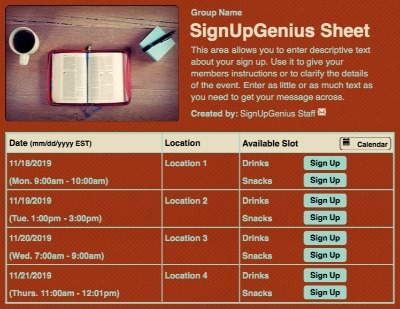 Group Name
SignUpGenius Sheet
This area allows you to enter descriptive text
about your sign up. Use it to give your
members instructions or to clarify the details
of the event. Enter as little or as much text as
you need to get your message across.
Created by: SignUpGenius Staff
Date (mm/dd/yyyy EST) Location Available Slot Calendar
11/18/2019 Location 1 Drinks Sign Up
(Mon. 9:00am - 10:00am) Snacks Sign Up
11/19/2019 Location 2 Drinks Sign Up
(Tue. 1:00pm - 3:00pm) Snacks Sign Up
11/20/2019 Location 3 Drinks Sign Up
(Wed. 7:00am - 9:00am) Snacks Sign Up
11/21/2019 Location 4 Drinks Sign Up
(Thurs. 11:00am - 12:01pm) Snacks Sign Up